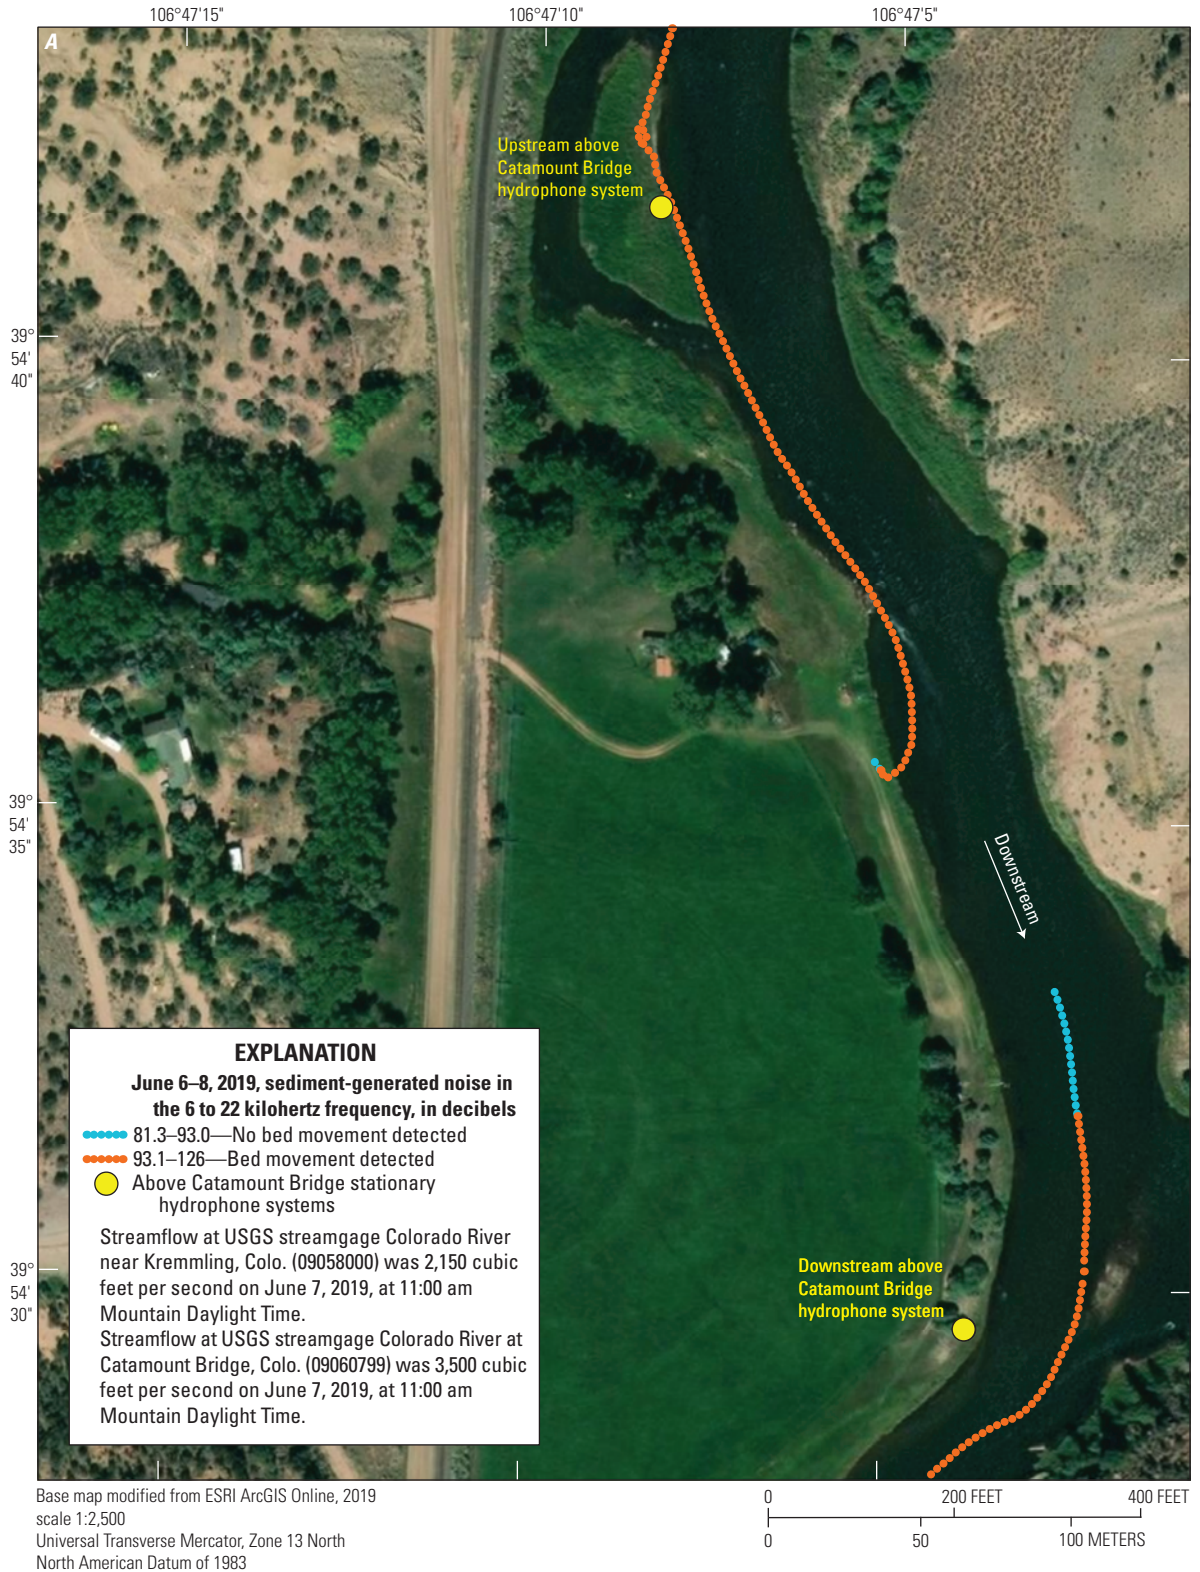 106°47'15"
106°47'10"
106°47'5"
A
Upstream above
Catamount Bridge
hydrophone system
39°
54'
40"
39°
54'
35"
Downstream
39°
54'
30"
EXPLANATION
June 6–8, 2019, sediment-generated noise in
the 6 to 22 kilohertz frequency, in decibels
81.3–93.0—No bed movement detected
93.1–126—Bed movement detected
Above Catamount Bridge stationary
hydrophone systems
Streamflow at USGS streamgage Colorado River
near Kremmling, Colo. (09058000) was 2,150 cubic
feet per second on June 7, 2019, at 11:00 am
Mountain Daylight Time.
Streamflow at USGS streamgage Colorado River at
Catamount Bridge, Colo. (09060799) was 3,500 cubic
feet per second on June 7, 2019, at 11:00 am
Mountain Daylight Time.
Downstream above
Catamount Bridge
hydrophone system
Base map modified from ESRI ArcGIS Online, 2019
scale 1:2,500
Universal Transverse Mercator, Zone 13 North
North American Datum of 1983
0 200 FEET 400 FEET
0 50 100 METERS